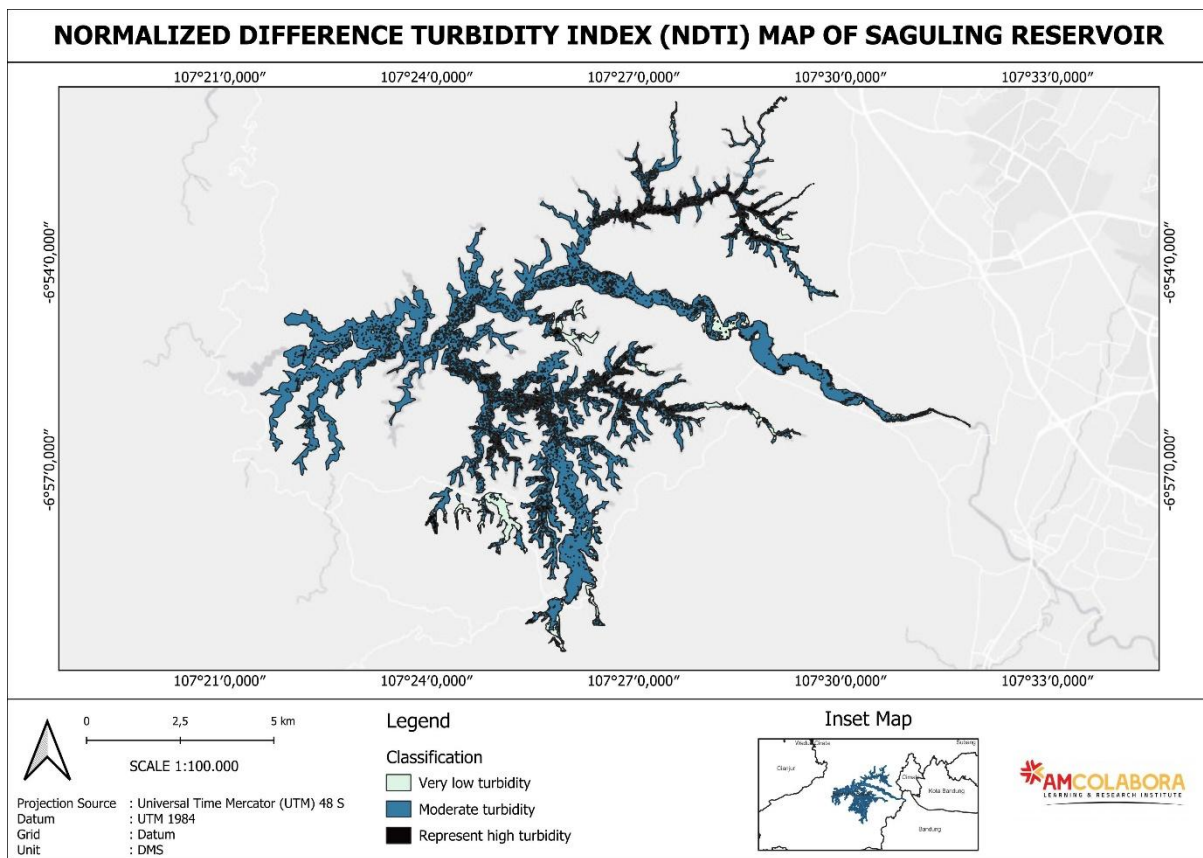 NORMALIZED DIFFERENCE TURBIDITY INDEX (NDTI) MAP OF SAGULING RESERVOIR
107°21'0,000" 107°24'0,000" 107°27'0,000" 107°30'0,000" 107°33'0,000"
-6°54'0,000" -6°54'0,000"
-6°57'0,000" -6°57'0,000"
107°21'0,000" 107°24'0,000" 107°27'0,000" 107°30'0,000" 107°33'0,000"
0 2,5 5 km
SCALE 1:100.000
Projection Source : Universal Time Mercator (UTM) 48 S
Datum : UTM 1984
Grid : Datum
Unit : DMS
Legend
Classification
Very low turbidity
Moderate turbidity
Represent high turbidity
Inset Map
Cianjur
Subang
Kota Bandung
Bandung
AMCOLABORA
LEARNING & RESEARCH INSTITUTE